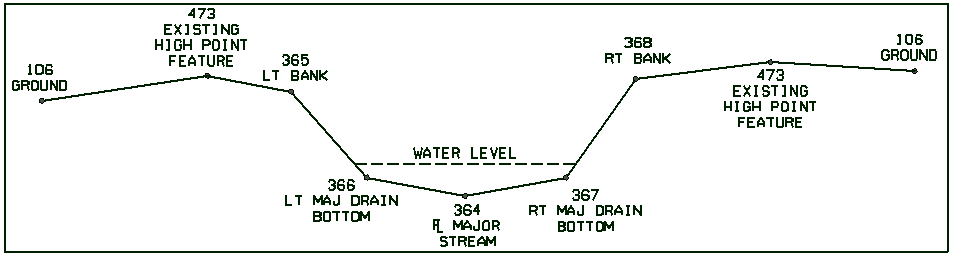 473
EXISTING
HIGH POINT
FEATURE
106
GROUND
365
LT BANK
368
RT BANK
106
GROUND
473
EXISTING
HIGH POINT
FEATURE
WATER LEVEL
366
LT MAJ DRAIN
BOTTOM
364
FL MAJOR
STREAM
367
RT MAJ DRAIN
BOTTOM